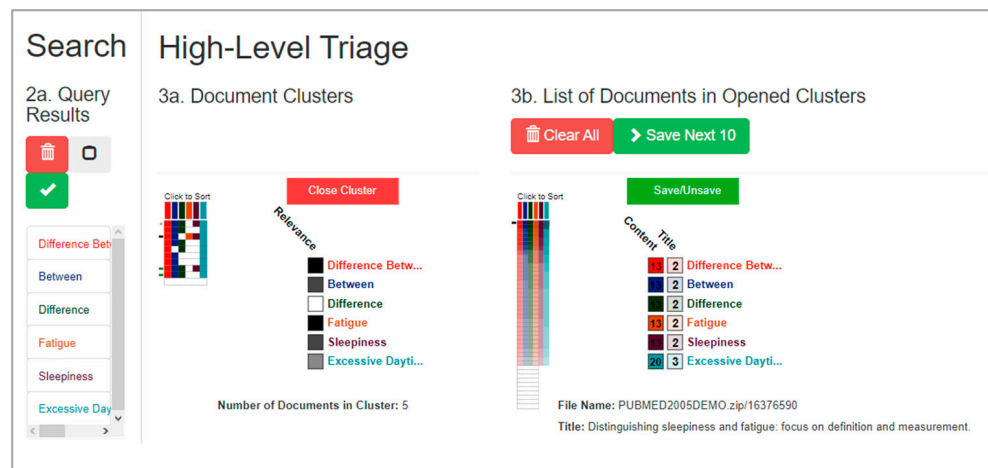 Search
High-Level Triage
2a. Query
Results
3a. Document Clusters
3b. List of Documents in Opened Clusters
Clear All
Save Next 10
Click to Sort
Close Cluster
Click to Sort
Save/Unsave
Relevance
Content
Title
Difference Betw
Between
Difference
Fatigue
Sleepiness
Excessive Day
Difference Betw...
Between
Difference
Fatigue
Sleepiness
Excessive Dayti...
13 2 Difference Betw...
13 2 Between
13 2 Difference
13 2 Fatigue
13 2 Sleepiness
20 3 Excessive Dayti...
Number of Documents in Cluster: 5
File Name: PUBMED2005DEMO.zip/16376590
Title: Distinguishing sleepiness and fatigue: focus on definition and measurement.